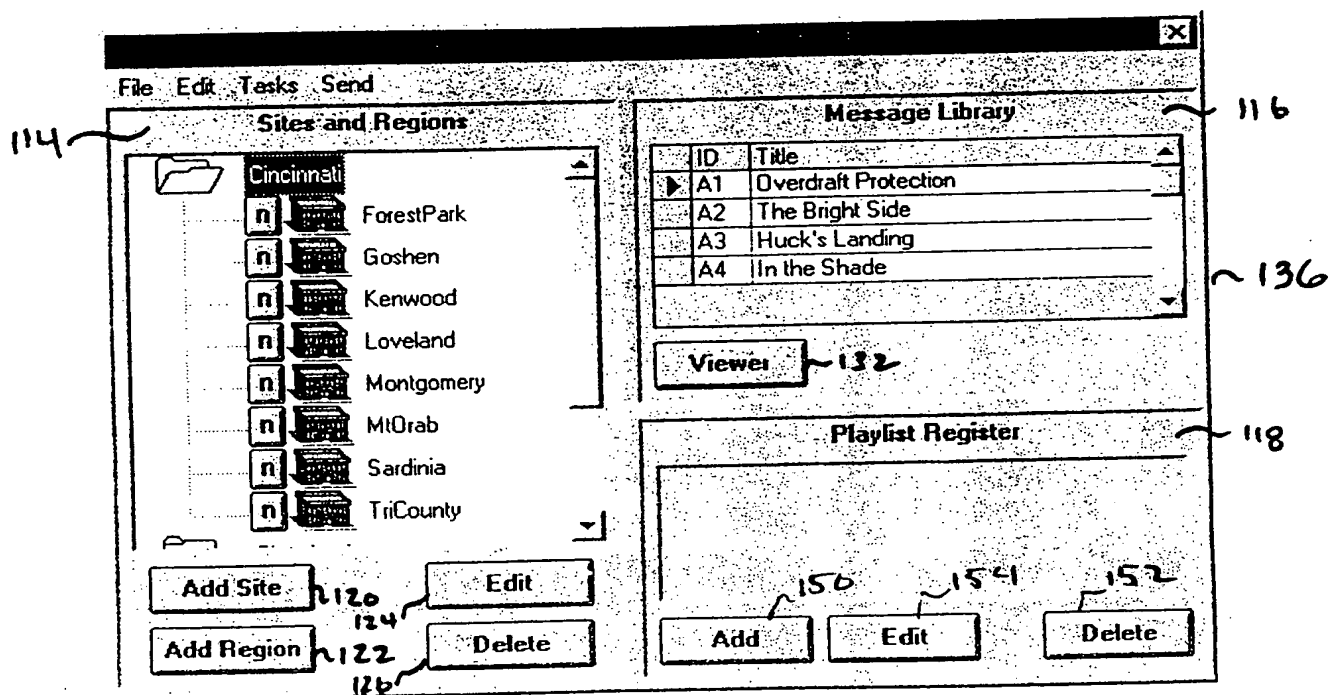 File Edit Tasks Send
114
Sites and Regions
Cincinnati
n ForestPark
n Goshen
n Kenwood
n Loveland
n Montgomery
n MtOrab
n Sardinia
n TriCounty
Add Site
120
Edit
124
Add Region
122
Delete
126
Message Library
116
ID Title
A1 Overdraft Protection
A2 The Bright Side
A3 Huck's Landing
A4 In the Shade
136
Viewer
132
Playlist Register
118
150
154
152
Add
Edit
Delete